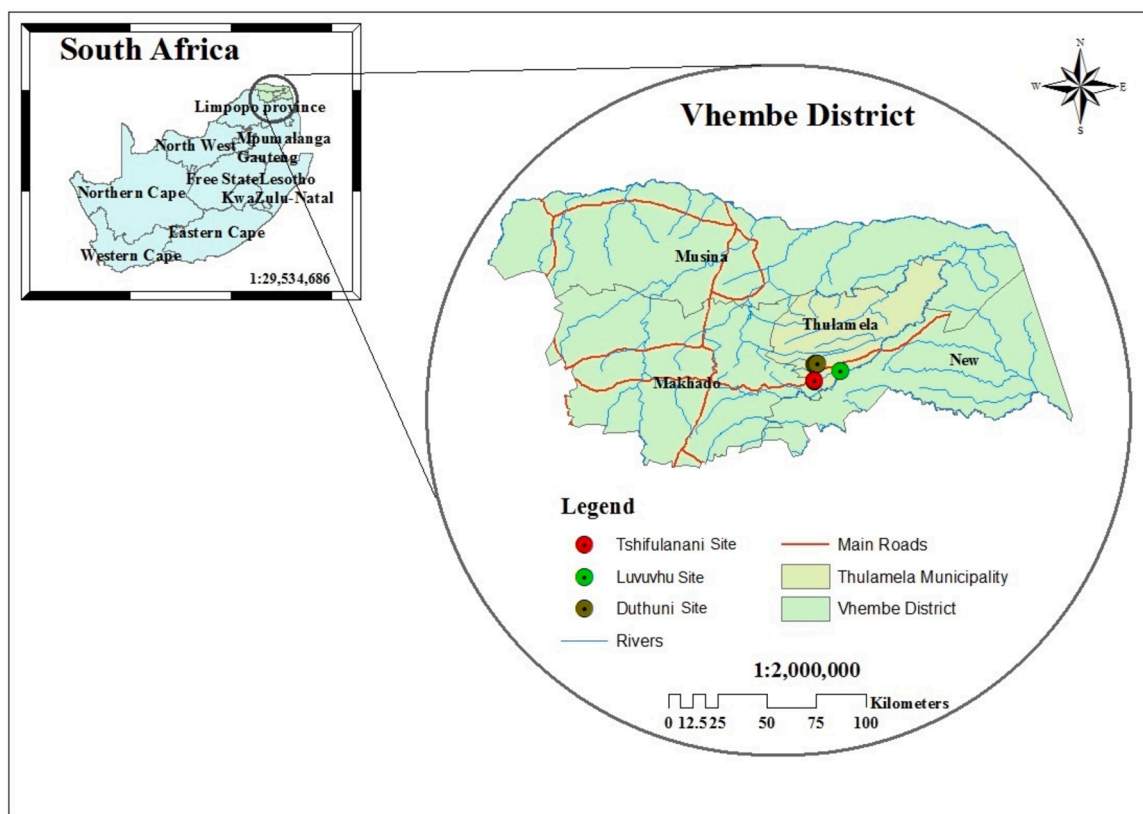 South Africa
Limpopo province
North West
Mpumalanga
Gauteng
Northern Cape
Free State
Lesotho
KwaZulu-Natal
Eastern Cape
Western Cape
1:29,534,686
N
W
E
S
Vhembe District
Musina
Thulamela
New
Makhado
Legend
Tshifulanani Site
Main Roads
Luvuvhu Site
Thulamela Municipality
Duthuni Site
Vhembe District
Rivers
1:2,000,000
Kilometers
0 12.5 25 50 75 100